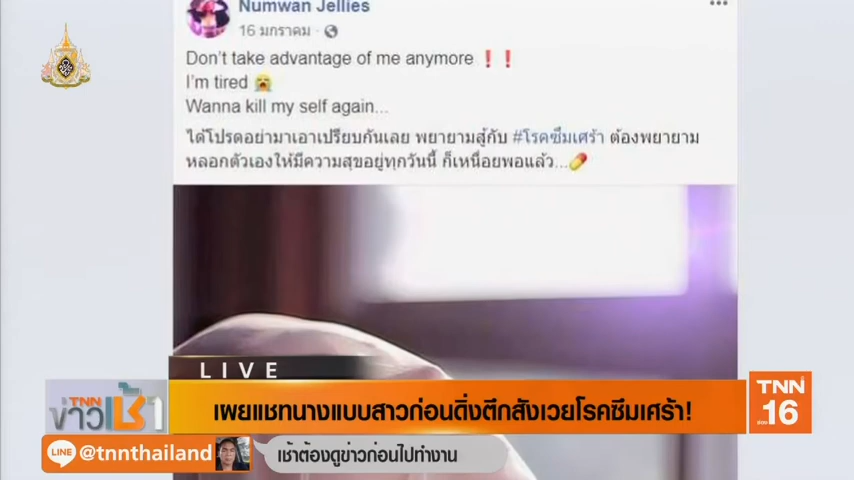 Numwan Jellies
16 มกราคม
Don't take advantage of me anymore ❗❗
I'm tired 😭
Wanna kill my self again...
ได้โปรดอย่ามาเอาเปรียบกันเลย พยายามสู้กับ #โรคซึมเศร้า ต้องพยายาม
หลอกตัวเองให้มีความสุขอยู่ทุกวันนี้ ก็เหนื่อยพอแล้ว...💊
LIVE
TNN
ข่าวเช้า
เผยแชทนางแบบสาวก่อนดิ่งตึกสังเวยโรคซึมเศร้า!
TNN
ช่อง 16
LINE @tnnthailand
เช้าต้องดูข่าวก่อนไปทำงาน